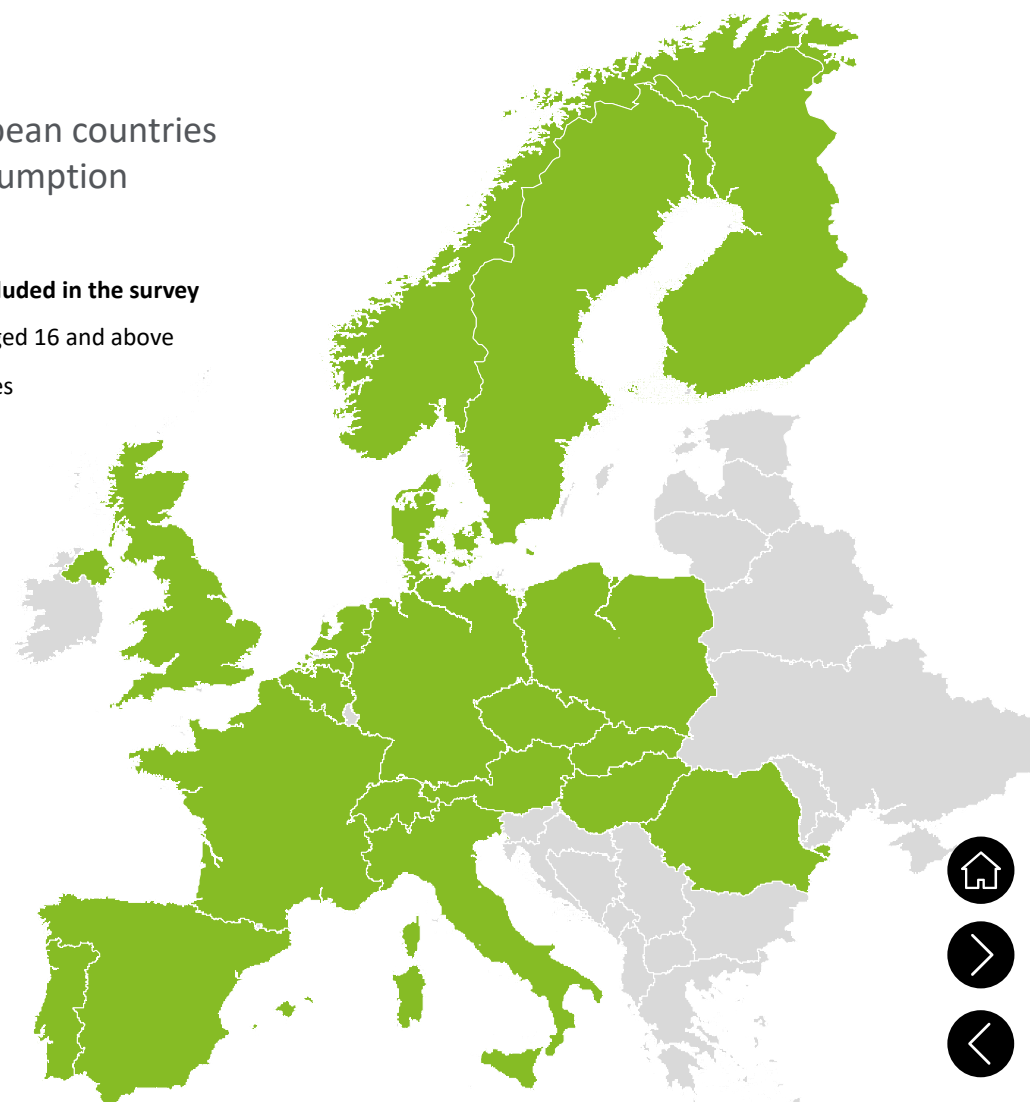 pean countries
umption
luded in the survey
ged 16 and above
es